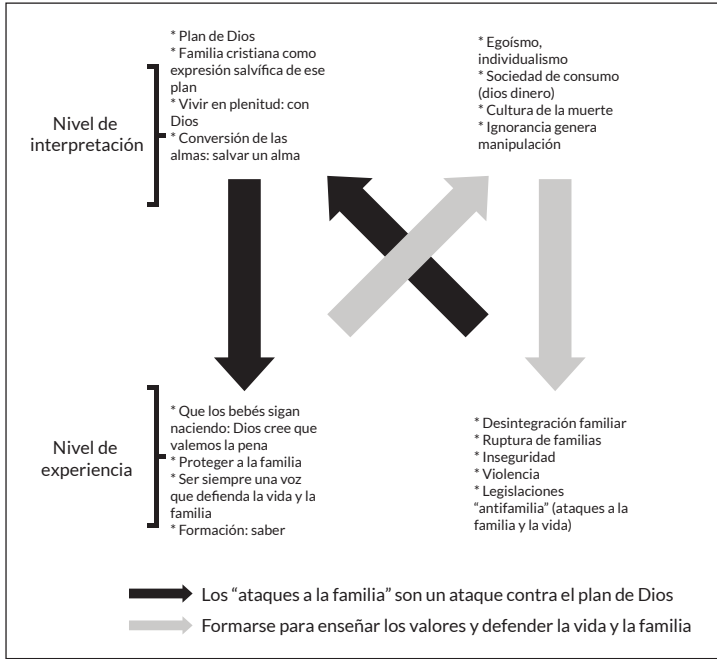 Nivel de
interpretación
* Plan de Dios
* Familia cristiana como
expresión salvífica de ese
plan
* Vivir en plenitud: con
Dios
* Conversión de las
almas: salvar un alma
* Egoísmo,
individualismo
* Sociedad de consumo
(dios dinero)
* Cultura de la muerte
* Ignorancia genera
manipulación
Nivel de
experiencia
* Que los bebés sigan
naciendo: Dios cree que
valemos la pena
* Proteger a la familia
* Ser siempre una voz
que defienda la vida y la
familia
* Formación: saber
* Desintegración familiar
* Ruptura de familias
* Inseguridad
* Violencia
* Legislaciones
“antifamilia” (ataques a la
familia y la vida)
Los “ataques a la familia” son un ataque contra el plan de Dios
Formarse para enseñar los valores y defender la vida y la familia